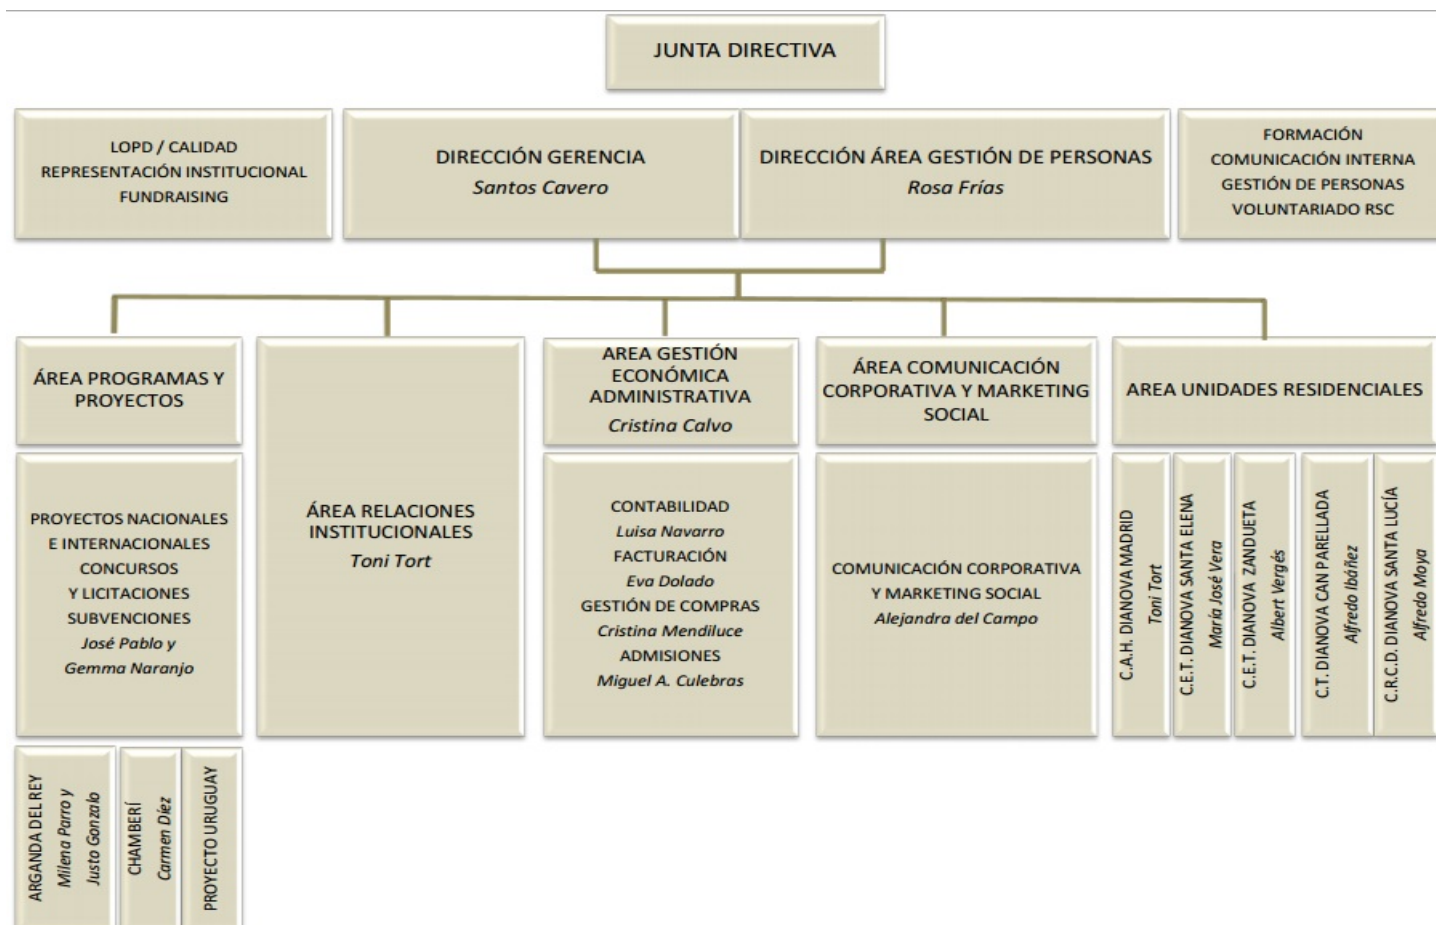 JUNTA DIRECTIVA
LOPD / CALIDAD
REPRESENTACIÓN INSTITUCIONAL
FUNDRAISING
DIRECCIÓN GERENCIA
Santos Cavero
DIRECCIÓN ÁREA GESTIÓN DE PERSONAS
Rosa Frías
FORMACIÓN
COMUNICACIÓN INTERNA
GESTIÓN DE PERSONAS
VOLUNTARIADO RSC
ÁREA PROGRAMAS Y
PROYECTOS
PROYECTOS NACIONALES
E INTERNACIONALES
CONCURSOS
Y LICITACIONES
SUBVENCIONES
José Pablo y
Gemma Naranjo
ARGANDA DEL REY
Milena Parro y
Justo Gonzalo
CHAMBERÍ
Carmen Díez
PROYECTO URUGUAY
ÁREA RELACIONES
INSTITUCIONALES
Toni Tort
AREA GESTIÓN
ECONÓMICA
ADMINISTRATIVA
Cristina Calvo
CONTABILIDAD
Luisa Navarro
FACTURACIÓN
Eva Dolado
GESTIÓN DE COMPRAS
Cristina Mendiluce
ADMISIONES
Miguel A. Culebras
ÁREA COMUNICACIÓN
CORPORATIVA Y MARKETING
SOCIAL
COMUNICACIÓN CORPORATIVA
Y MARKETING SOCIAL
Alejandra del Campo
AREA UNIDADES RESIDENCIALES
C.A.H. DIANOVA MADRID
Toni Tort
C.E.T. DIANOVA SANTA ELENA
María José Vera
C.E.T. DIANOVA ZANDUETA
Albert Vergés
C.T. DIANOVA CAN PARELLADA
Alfredo Ibáñez
C.R.C.D. DIANOVA SANTA LUCÍA
Alfredo Moya